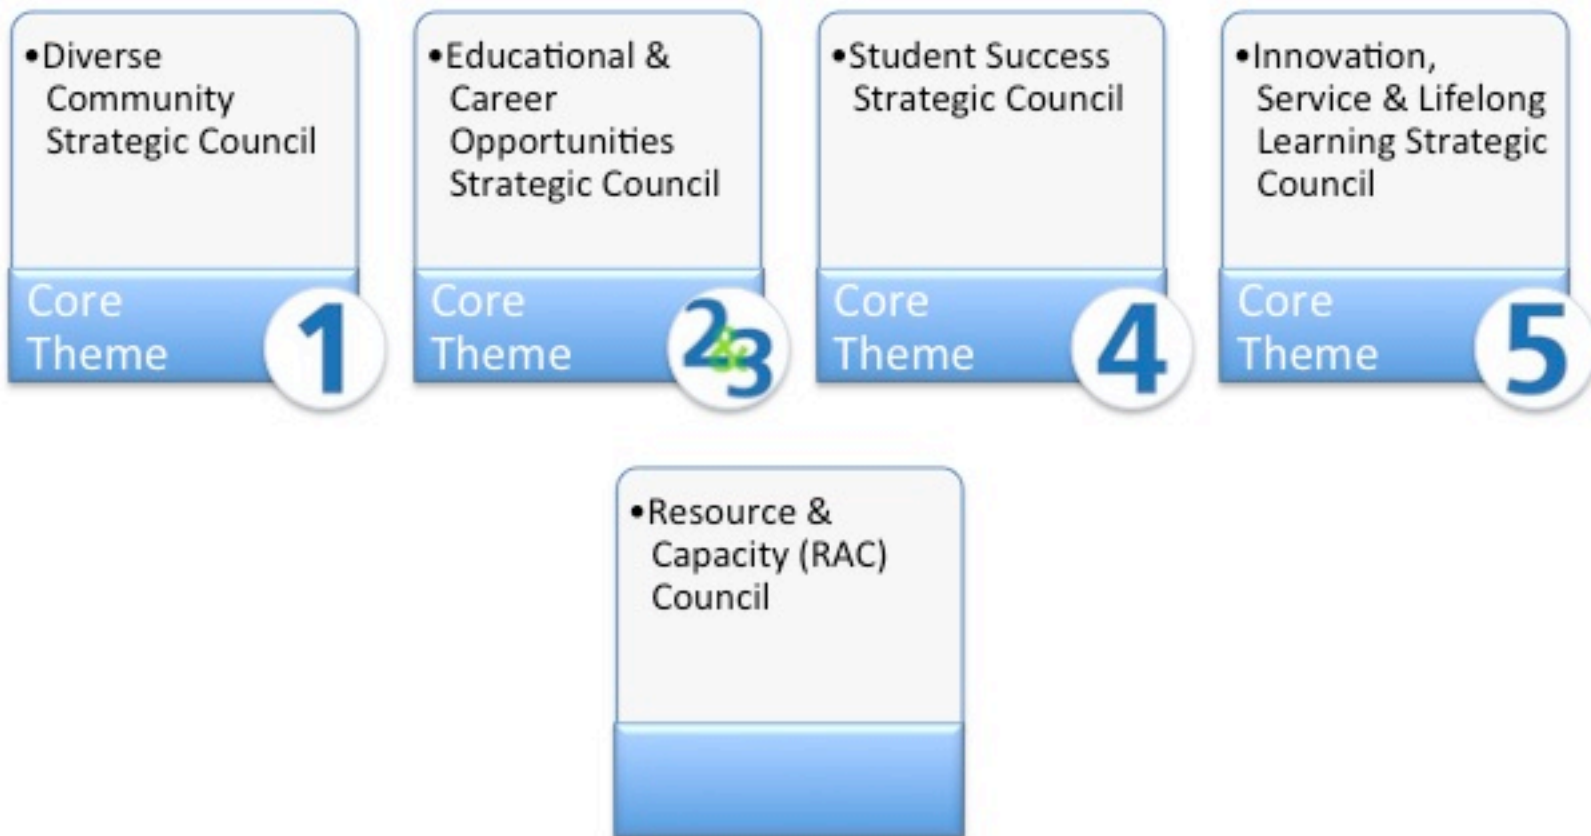 •Diverse
Community
Strategic Council
Core
Theme
1
•Educational &
Career
Opportunities
Strategic Council
Core
Theme
2&3
•Student Success
Strategic Council
Core
Theme
4
•Innovation,
Service & Lifelong
Learning Strategic
Council
Core
Theme
5
•Resource &
Capacity (RAC)
Council